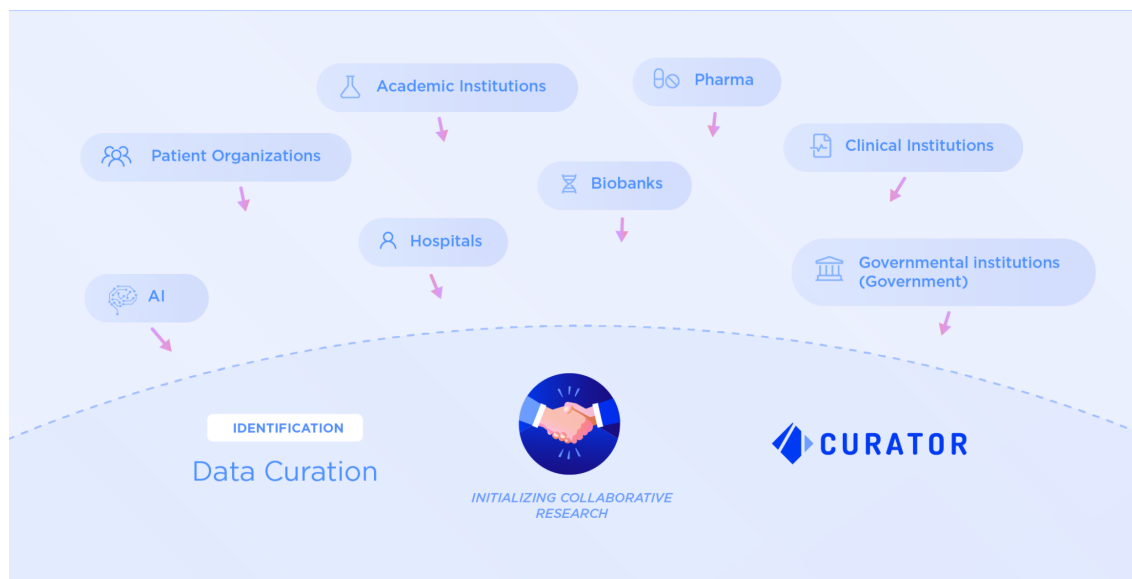 Academic Institutions
Pharma
Patient Organizations
Clinical Institutions
Biobanks
Hospitals
Governmental institutions
(Government)
AI
IDENTIFICATION
Data Curation
INITIALIZING COLLABORATIVE
RESEARCH
CURATOR